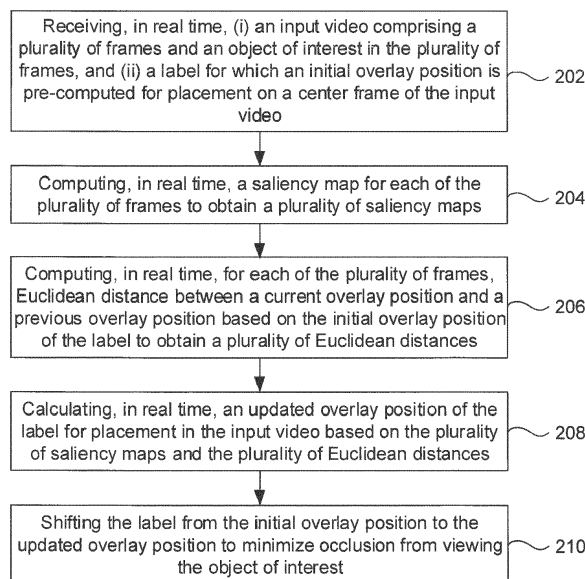 Receiving, in real time, (i) an input video comprising
a plurality of frames and an object of interest in the plurality of
frames, and (ii) a label for which an initial overlay position is
pre-computed for placement on a center frame of the input
video
202
Computing, in real time, a saliency map for each of the
plurality of frames to obtain a plurality of saliency maps
204
Computing, in real time, for each of the plurality of frames,
Euclidean distance between a current overlay position and a
previous overlay position based on the initial overlay position
of the label to obtain a plurality of Euclidean distances
206
Calculating, in real time, an updated overlay position of the
label for placement in the input video based on the plurality
of saliency maps and the plurality of Euclidean distances
208
Shifting the label from the initial overlay position to the
updated overlay position to minimize occlusion from viewing
the object of interest
210